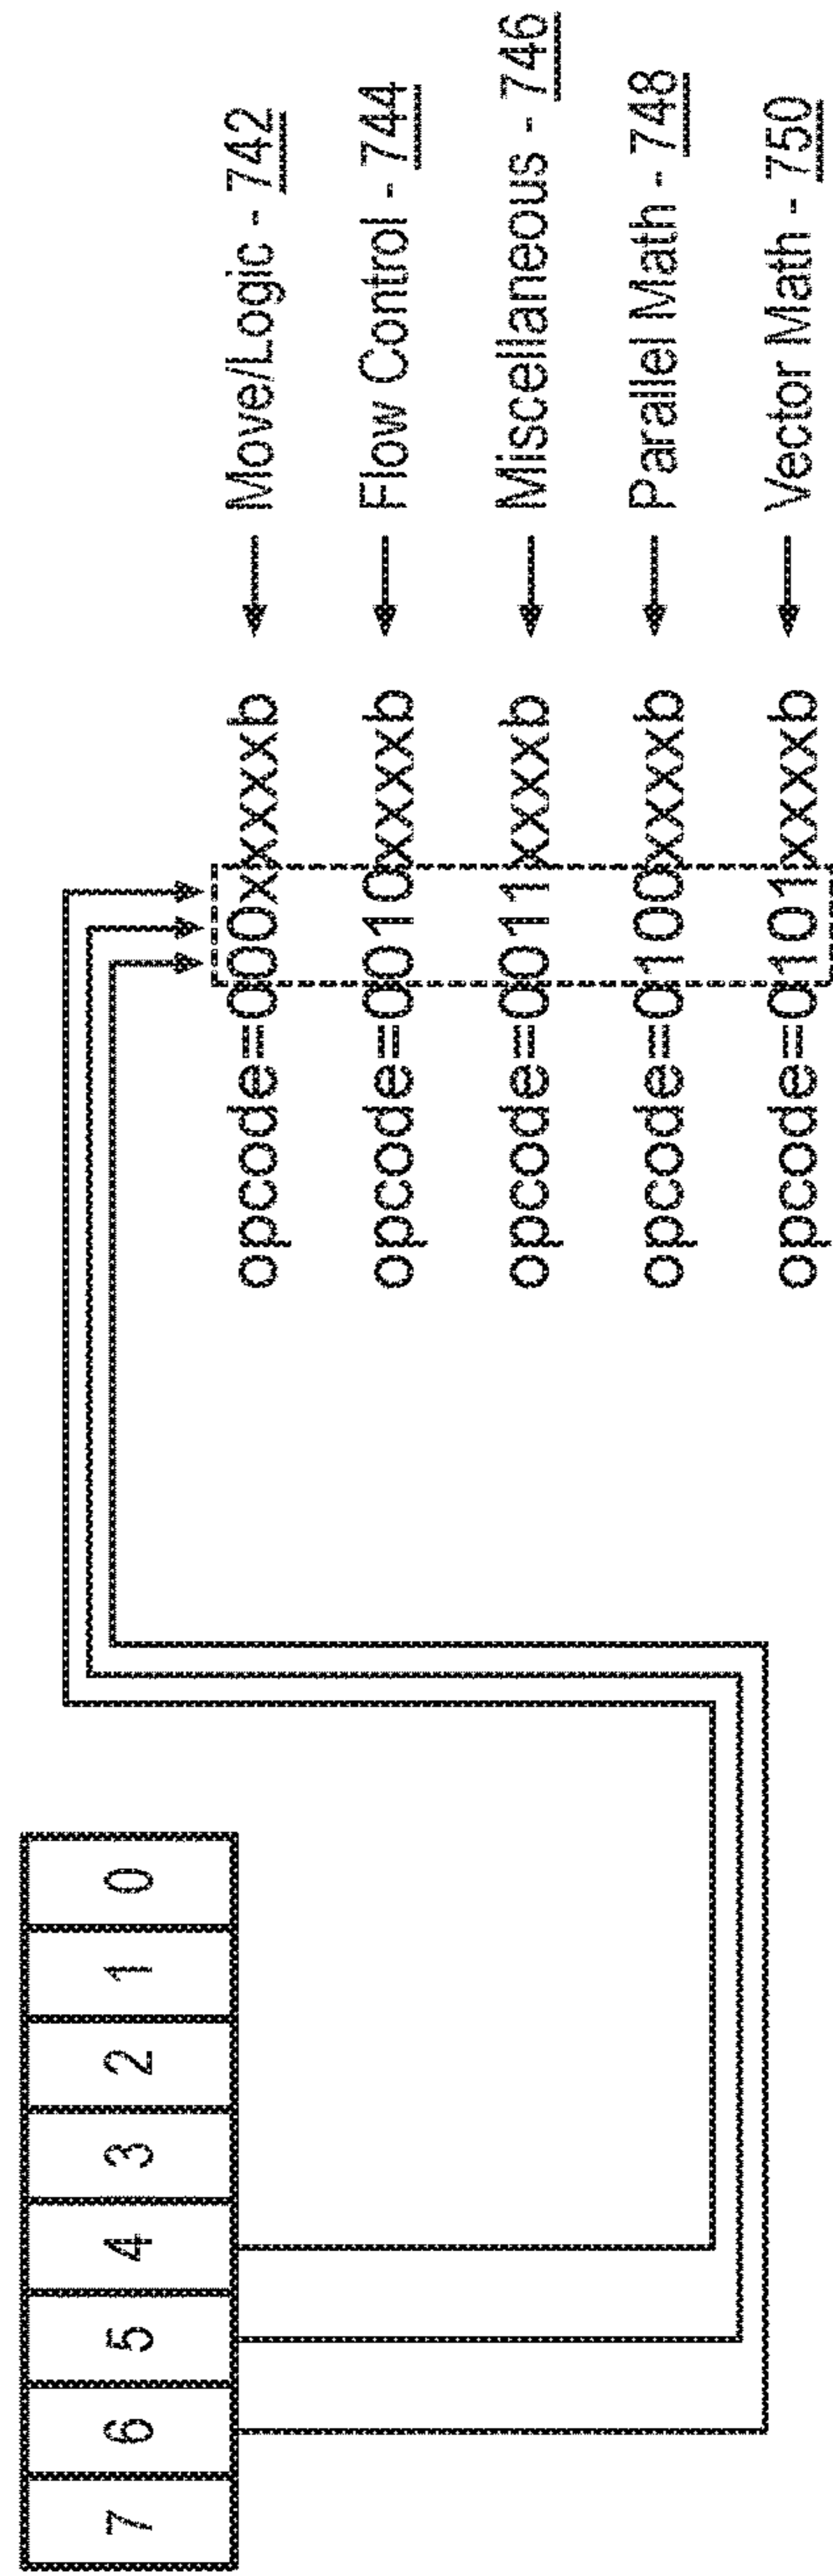 7 6 5 4 3 2 1 0
opcode=000xxxxxb ← Move/Logic - 742
opcode=0010xxxxb ← Flow Control - 744
opcode=0011xxxxb ← Miscellaneous - 746
opcode=0100xxxxb ← Parallel Math - 748
opcode=0101xxxxb ← Vector Math - 750